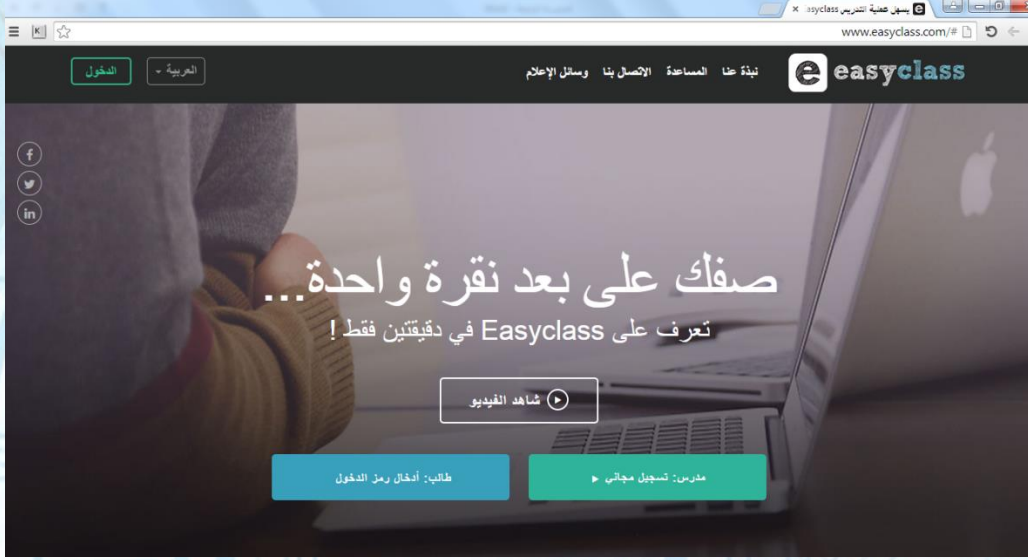 يسهل عملية التدريس asyclass
www.easyclass.com/#
easyclass
نبذة عنا المساعدة الاتصال بنا وسائل الإعلام
العربية
الدخول
صفك على بعد نقرة واحدة...
تعرف على Easyclass في دقيقتين فقط !
شاهد الفيديو
مدرس: تسجيل مجاني
طالب: أدخال رمز الدخول